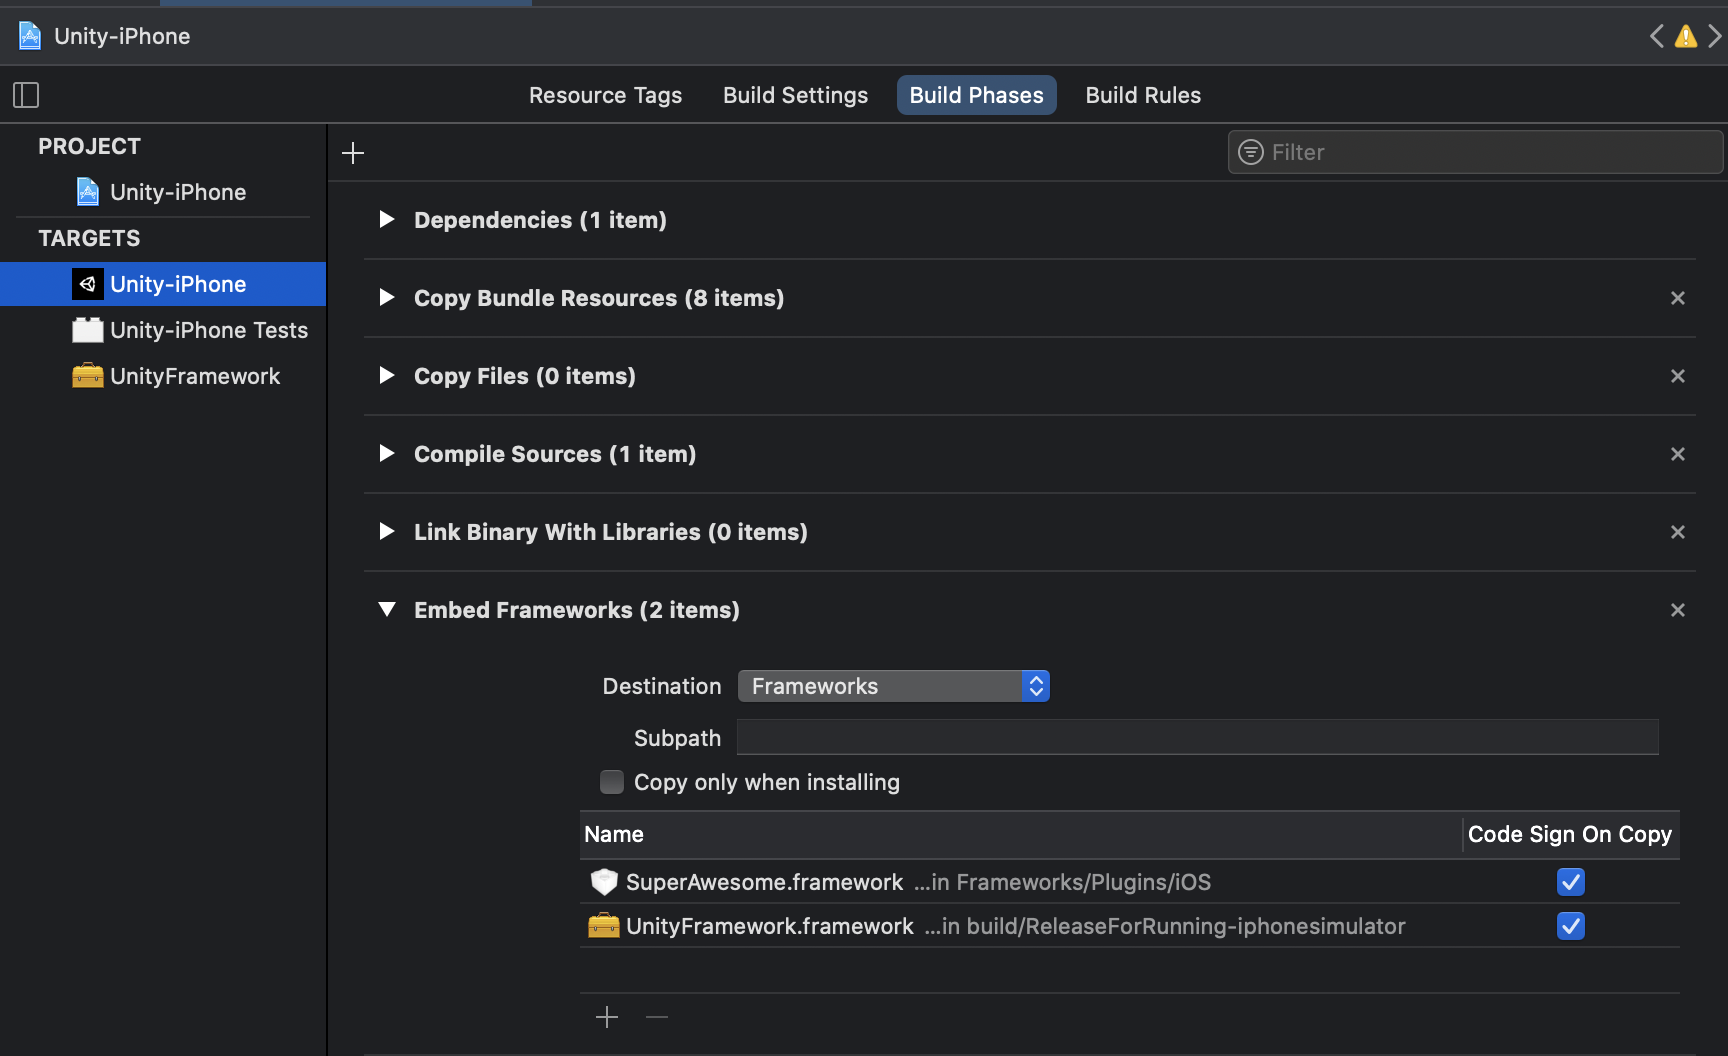 Unity-iPhone
Resource Tags Build Settings Build Phases Build Rules
PROJECT
Unity-iPhone
TARGETS
Unity-iPhone
Unity-iPhone Tests
UnityFramework
Filter
Dependencies (1 item)
Copy Bundle Resources (8 items)
Copy Files (0 items)
Compile Sources (1 item)
Link Binary With Libraries (0 items)
Embed Frameworks (2 items)
Destination Frameworks
Subpath
Copy only when installing
Name Code Sign On Copy
SuperAwesome.framework ...in Frameworks/Plugins/iOS
UnityFramework.framework ...in build/ReleaseForRunning-iphonesimulator